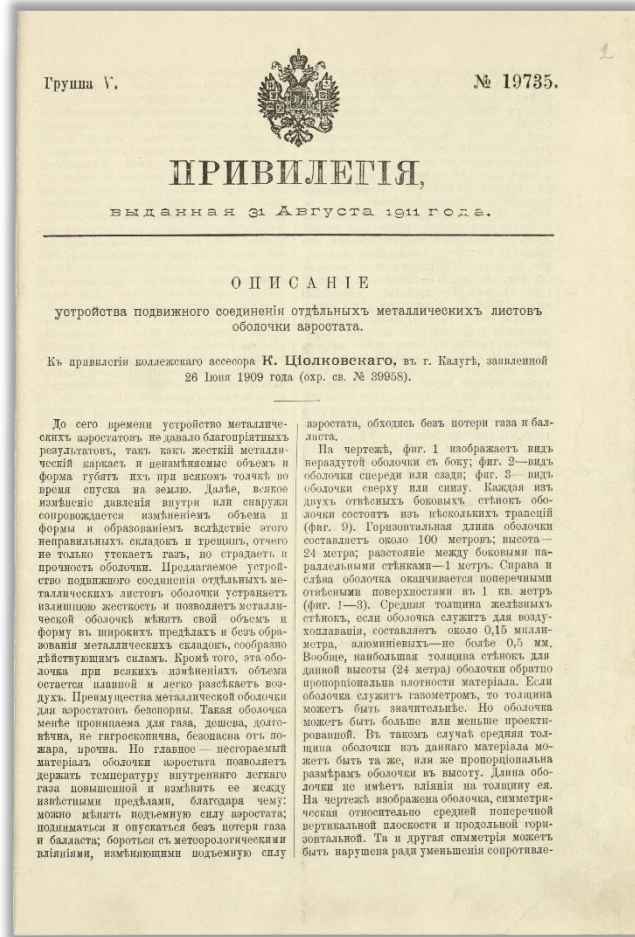 2
Группа V.
№ 19735.
ПРИВИЛЕГІЯ,
выданная 31 Августа 1911 года.
ОПИСАНІЕ
устройства подвижного соединенія отдѣльныхъ металлическихъ листовъ
оболочки аэростата.
Къ привилегіи коллежскаго ассесора К. Ціолковскаго, въ г. Калугѣ, заявленной
26 Іюня 1909 года (охр. св. № 39958).
До сего времени устройство металличе-
скихъ аэростатовъ не давало благопріятныхъ
результатовъ, такъ какъ жесткій металли-
ческій каркасъ и неизмѣняемые объемъ и
форма губятъ ихъ при всякомъ толчкѣ во
время спуска на землю. Далѣе, всякое
измѣненіе давленія внутри или снаружи
сопровождается измѣненіемъ объема и
формы и образованіемъ вслѣдствіе этого
неправильныхъ складокъ и трещинъ, отчего
не только утекаетъ газъ, но страдаетъ и
прочность оболочки. Предлагаемое устрой-
ство подвижного соединенія отдѣльныхъ ме-
таллическихъ листовъ оболочки устраняетъ
излишнюю жесткость и позволяетъ металли-
ческой оболочкѣ мѣнять свой объемъ и
форму въ широкихъ предѣлахъ и безъ обра-
зованія металлическихъ складокъ, сообразно
дѣйствующимъ силамъ. Кромѣ того, эта обо-
лочка при всякихъ измѣненіяхъ объема
остается плавной и легко разсѣкаетъ воз-
духъ. Преимущества металлической оболочки
для аэростатовъ безспорны. Такая оболочка
менѣе проницаема для газа, дешева, долго-
вѣчна, не гигроскопична, безопасна отъ по-
жара, прочна. Но главное — несгораемый
матеріалъ оболочки аэростата позволяетъ
держать температуру внутренняго легкаго
газа повышенной и измѣнять ее между
извѣстными предѣлами, благодаря чему:
можно мѣнять подъемную силу аэростата;
подниматься и опускаться безъ потери газа
и балласта; бороться съ метеорологическими
вліяніями, измѣняющими подъемную силу
аэростата, обходясь безъ потери газа и бал-
ласта.
На чертежѣ, фиг. 1 изображаетъ видъ
нераздутой оболочки съ боку; фиг. 2—видъ
оболочки спереди или сзади; фиг. 3—видъ
оболочки сверху или снизу. Каждая изъ
двухъ отвѣсныхъ боковыхъ стѣнокъ обо-
лочки состоитъ изъ нѣсколькихъ трапецій
(фиг. 9). Горизонтальная длина оболочки
составляетъ около 100 метровъ; высота—
24 метра; разстояніе между боковыми па-
раллельными стѣнками—1 метръ. Справа и
слѣва оболочка оканчивается поперечными
отвѣсными поверхностями въ 1 кв. метръ
(фиг. 1—3). Средняя толщина желѣзныхъ
стѣнокъ, если оболочка служитъ для возду-
хоплаванія, составляетъ около 0,15 милли-
метра, алюминіевыхъ—не болѣе 0,5 мм.
Вообще, наибольшая толщина стѣнокъ для
данной высоты (24 метра) оболочки обратно
пропорціональна плотности матеріала. Если
оболочка служитъ газометромъ, то толщина
можетъ быть значительнѣе. Но оболочка
можетъ быть больше или меньше проекти-
рованной. Въ такомъ случаѣ средняя тол-
щина оболочки изъ даннаго матеріала мо-
жетъ быть та же, или же пропорціональна
размѣрамъ оболочки въ высоту. Длина обо-
лочки не имѣетъ вліянія на толщину ея.
На чертежѣ изображена оболочка, симметри-
ческая относительно средней поперечной
вертикальной плоскости и продольной гори-
зонтальной. Та и другая симметрія можетъ
быть нарушена ради уменьшенія сопротивле-